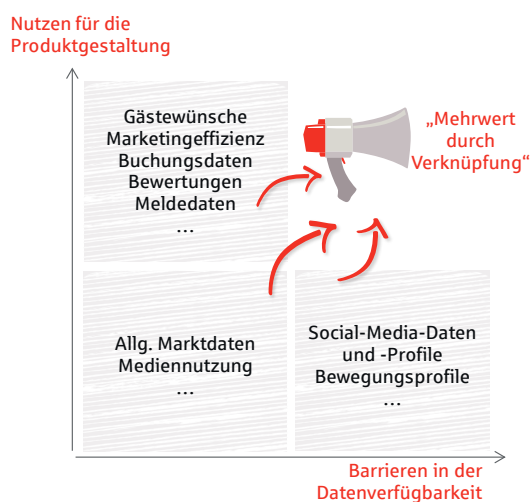 Nutzen für die
Produktgestaltung
Gästewünsche
Marketingeffizienz
Buchungsdaten
Bewertungen
Meldedaten
...
„Mehrwert
durch
Verknüpfung“
Allg. Marktdaten
Mediennutzung
...
Social-Media-Daten
und -Profile
Bewegungsprofile
...
Barrieren in der
Datenverfügbarkeit